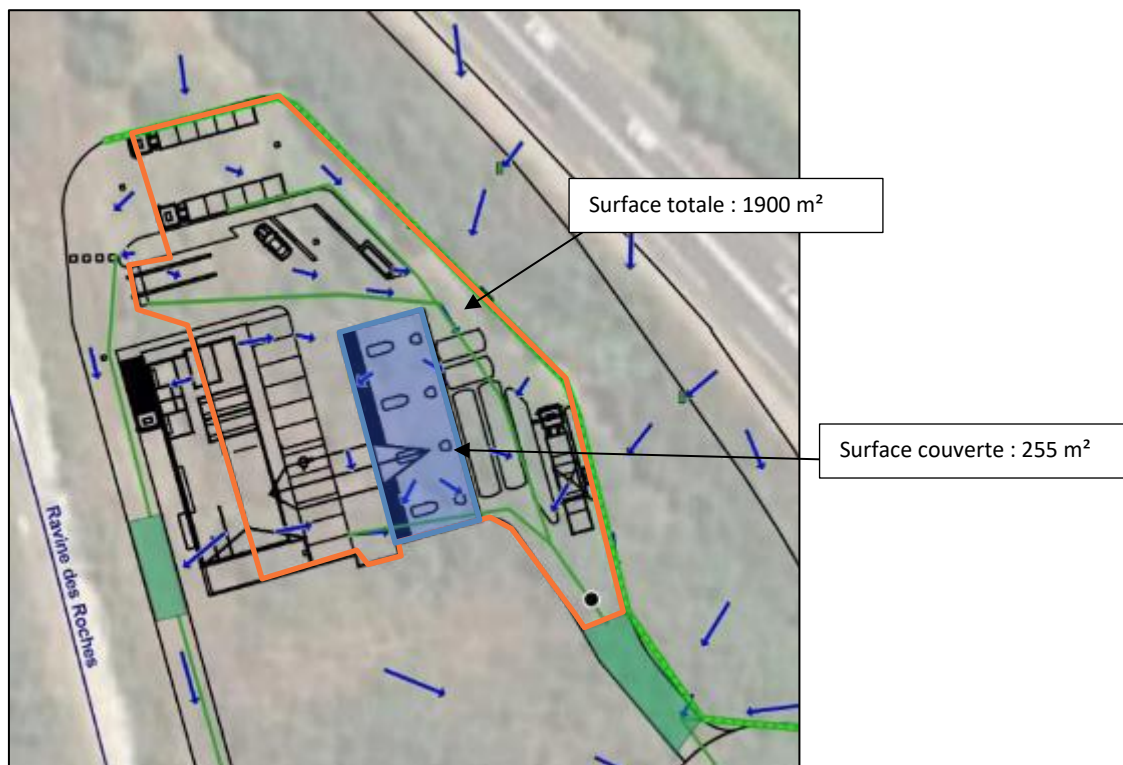 Surface totale : 1900 m²
Surface couverte : 255 m²
Ravine des Roches